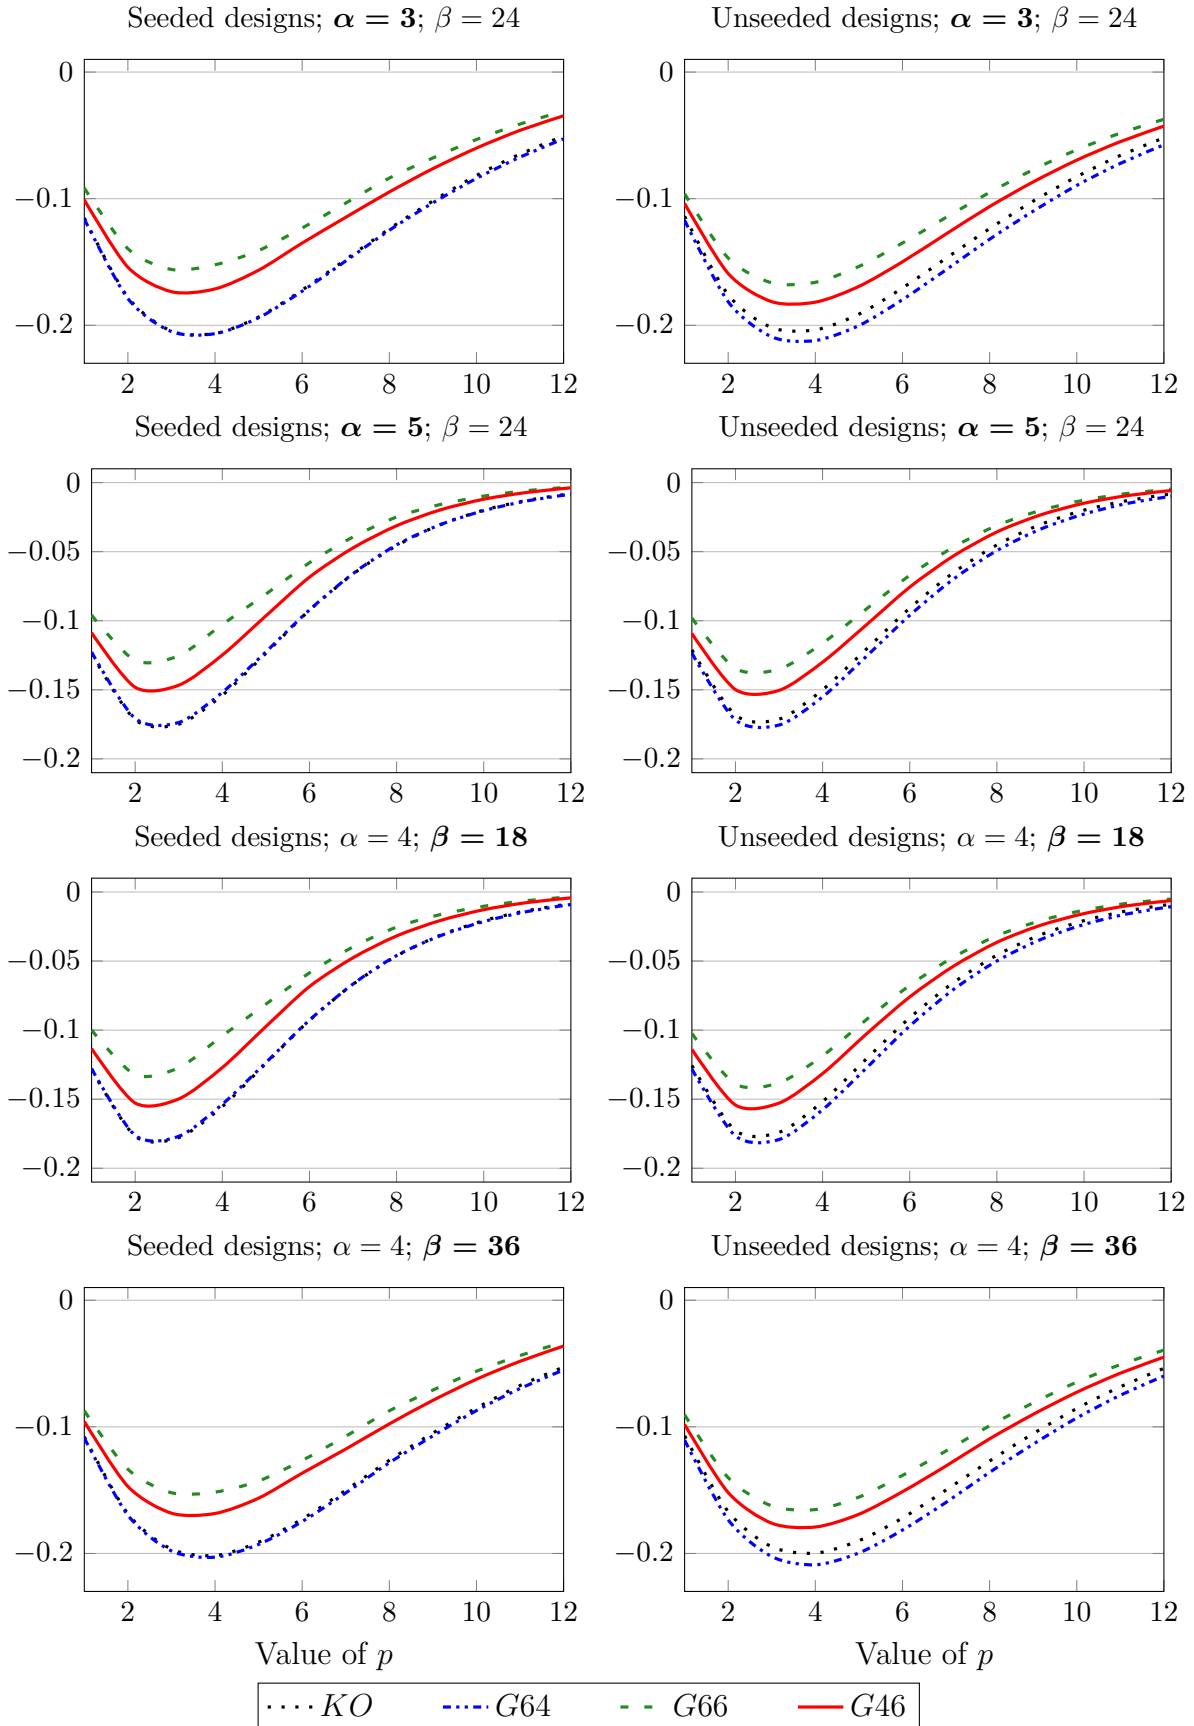 Seeded designs; α = 3; β = 24
Unseeded designs; α = 3; β = 24
0
−0.1
−0.2
2 4 6 8 10 12
0
−0.1
−0.2
2 4 6 8 10 12
Seeded designs; α = 5; β = 24
Unseeded designs; α = 5; β = 24
0
−0.05
−0.1
−0.15
−0.2
2 4 6 8 10 12
0
−0.05
−0.1
−0.15
−0.2
2 4 6 8 10 12
Seeded designs; α = 4; β = 18
Unseeded designs; α = 4; β = 18
0
−0.05
−0.1
−0.15
−0.2
2 4 6 8 10 12
0
−0.05
−0.1
−0.15
−0.2
2 4 6 8 10 12
Seeded designs; α = 4; β = 36
Unseeded designs; α = 4; β = 36
0
−0.1
−0.2
2 4 6 8 10 12
Value of p
0
−0.1
−0.2
2 4 6 8 10 12
Value of p
KO G64 G66 G46